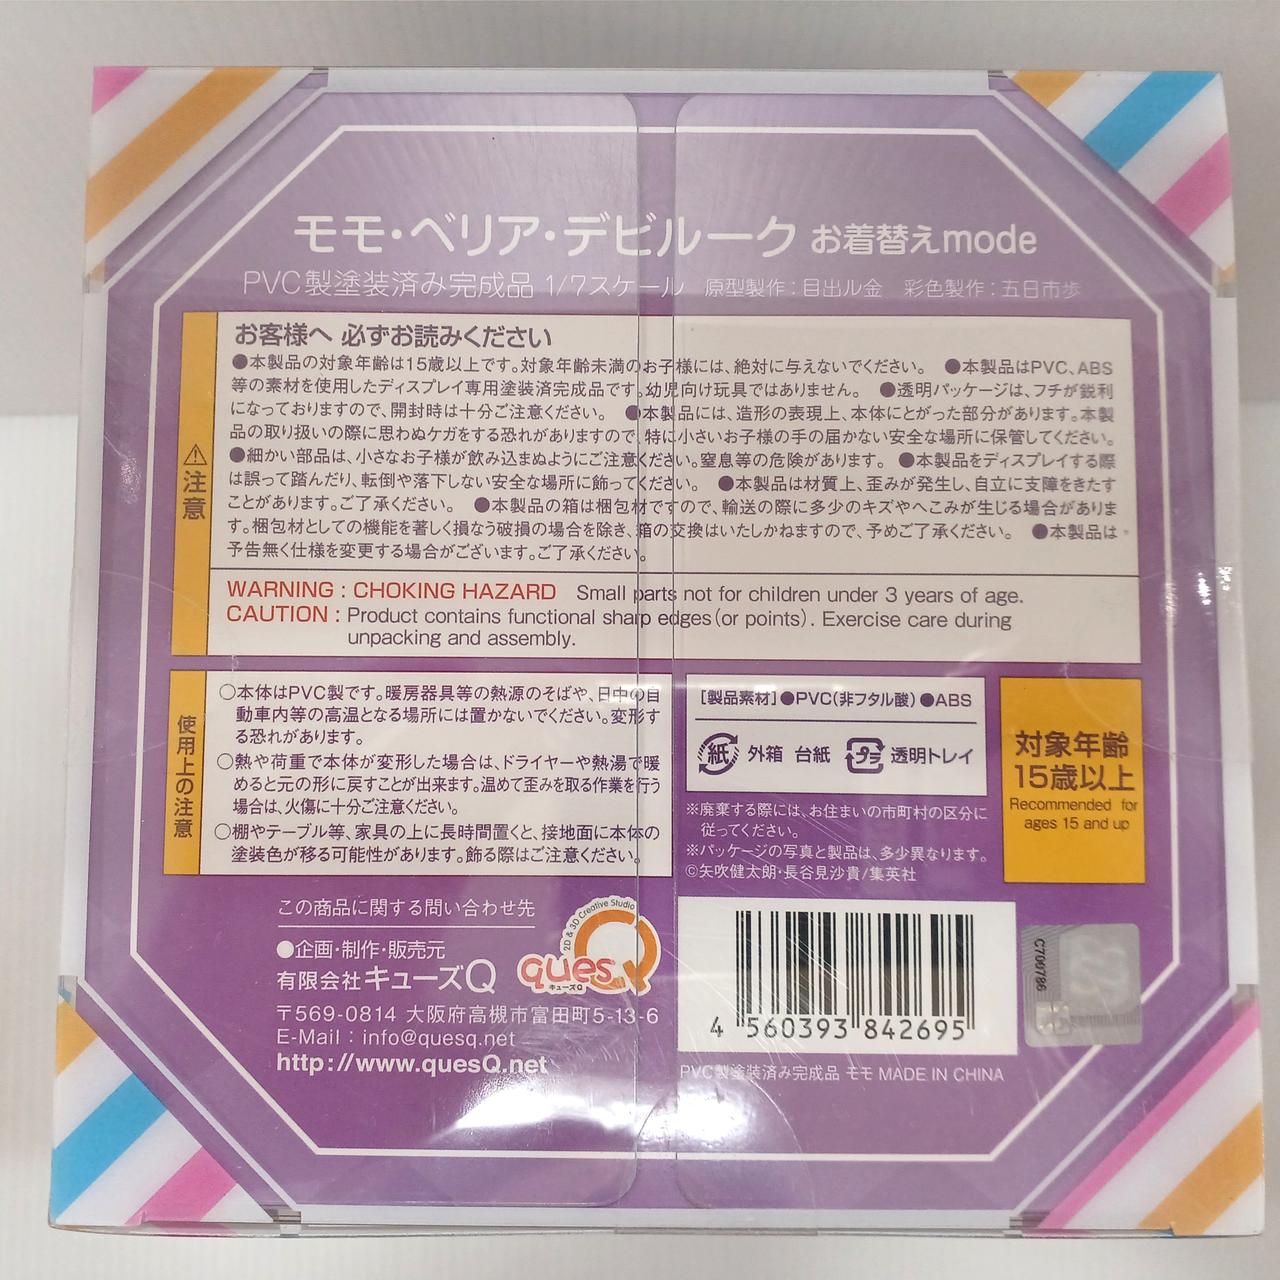 モモ・ベリア・デビルーク お着替えmode
PVC製塗装済み完成品 1/7スケール 原型製作：目出ル金 彩色製作：五日市歩
⚠注意
お客様へ 必ずお読みください
●本製品の対象年齢は15歳以上です。対象年齢未満のお子様には、絶対に与えないでください。 ●本製品はPVC、ABS
等の素材を使用したディスプレイ専用塗装済完成品です。幼児向け玩具ではありません。 ●透明パッケージは、フチが鋭利
になっておりますので、開封時は十分ご注意ください。 ●本製品には、造形の表現上、本体にとがった部分があります。本製
品の取り扱いの際に思わぬケガをする恐れがありますので、特に小さいお子様の手の届かない安全な場所に保管してください。
●細かい部品は、小さなお子様が飲み込まぬようにご注意ください。窒息等の危険があります。 ●本製品をディスプレイする際
は誤って踏んだり、転倒や落下しない安全な場所に飾ってください。 ●本製品は材質上、歪みが発生し、自立に支障をきたす
ことがあります。ご了承ください。 ●本製品の箱は梱包材ですので、輸送の際に多少のキズやへこみが生じる場合がありま
す。梱包材としての機能を著しく損なう破損の場合を除き、箱の交換はいたしかねますので、予めご了承ください。 ●本製品は
予告無く仕様を変更する場合がございます。ご了承ください。
WARNING : CHOKING HAZARD Small parts not for children under 3 years of age.
CAUTION : Product contains functional sharp edges(or points). Exercise care during
unpacking and assembly.
使用上の注意
○本体はPVC製です。暖房器具等の熱源のそばや、日中の自
動車内等の高温となる場所には置かないでください。変形す
る恐れがあります。
○熱や荷重で本体が変形した場合は、ドライヤーや熱湯で暖
めると元の形に戻すことが出来ます。温めて歪みを取る作業を行う
場合は、火傷に十分ご注意ください。
○棚やテーブル等、家具の上に長時間置くと、接地面に本体の
塗装色が移る可能性があります。飾る際はご注意ください。
[製品素材] ●PVC(非フタル酸) ●ABS
紙 外箱 台紙 プラ 透明トレイ
※廃棄する際には、お住まいの市町村の区分に
従ってください。
※パッケージの写真と製品は、多少異なります。
©矢吹健太朗・長谷見沙貴/集英社
対象年齢
15歳以上
Recommended for
ages 15 and up
この商品に関する問い合わせ先
●企画・制作・販売元
有限会社キューズQ
2D & 3D Creative Studio
quesQ
キューズQ
〒569-0814 大阪府高槻市富田町5-13-6
E-Mail : info@quesq.net
http://www.quesQ.net
4 560393 842695
PVC製塗装済み完成品 モモ MADE IN CHINA
C700786